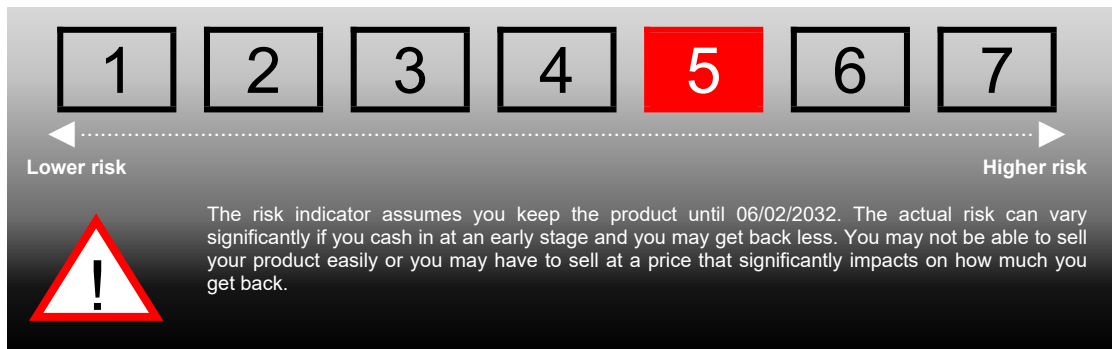 1 2 3 4 5 6 7
Lower risk Higher risk
The risk indicator assumes you keep the product until 06/02/2032. The actual risk can vary
significantly if you cash in at an early stage and you may get back less. You may not be able to sell
your product easily or you may have to sell at a price that significantly impacts on how much you
get back.
!